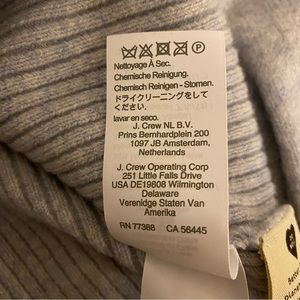 P
Nettoyage À Sec.
Chemische Reinigung.
Chemisch Reinigen - Stomen.
ドライクリーニングをして
ください。
lavar en seco.
J. Crew NL B.V.
Prins Bernhardplein 200
1097 JB Amsterdam,
Netherlands
J. Crew Operating Corp
251 Little Falls Drive
USA DE19808 Wilmington
Delaware
Verenidge Staten Van
Amerika
RN 77388 CA 56445